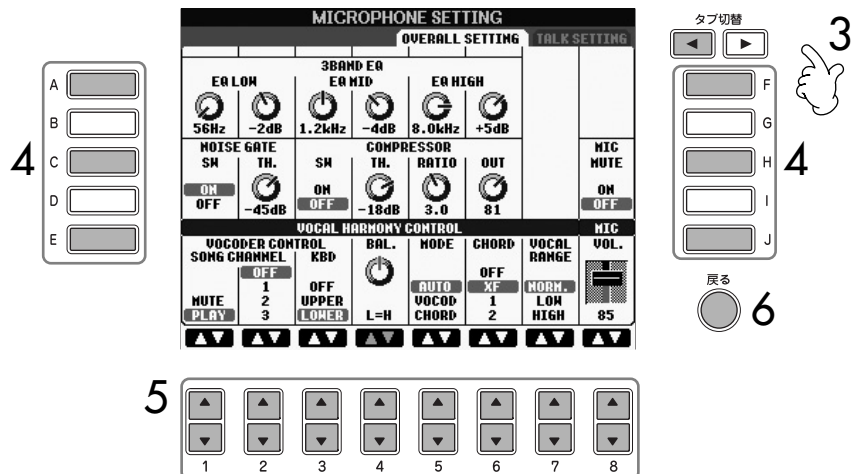 MICROPHONE SETTING
OVERALL SETTING TALK SETTING
タブ切替
3
3BAND EQ
EQ LOW EQ MID EQ HIGH
56Hz -2dB 1.2kHz -4dB 8.0kHz +5dB
NOISE GATE COMPRESSOR MIC
SW TH. SW TH. RATIO OUT MUTE
ON ON ON
OFF -45dB OFF -18dB 3.0 81 OFF
VOCAL HARMONY CONTROL MIC
VOCODER CONTROL BAL. MODE CHORD VOCAL VOL.
SONG CHANNEL KBD RANGE
OFF OFF
1 OFF AUTO XF NORM.
MUTE 2 UPPER VOCOD 1 LOW
PLAY 3 LOWER L=H CHORD 2 HIGH 85
A
B
4
C
D
E
F
G
H
4
I
J
戻る
6
5
1 2 3 4 5 6 7 8